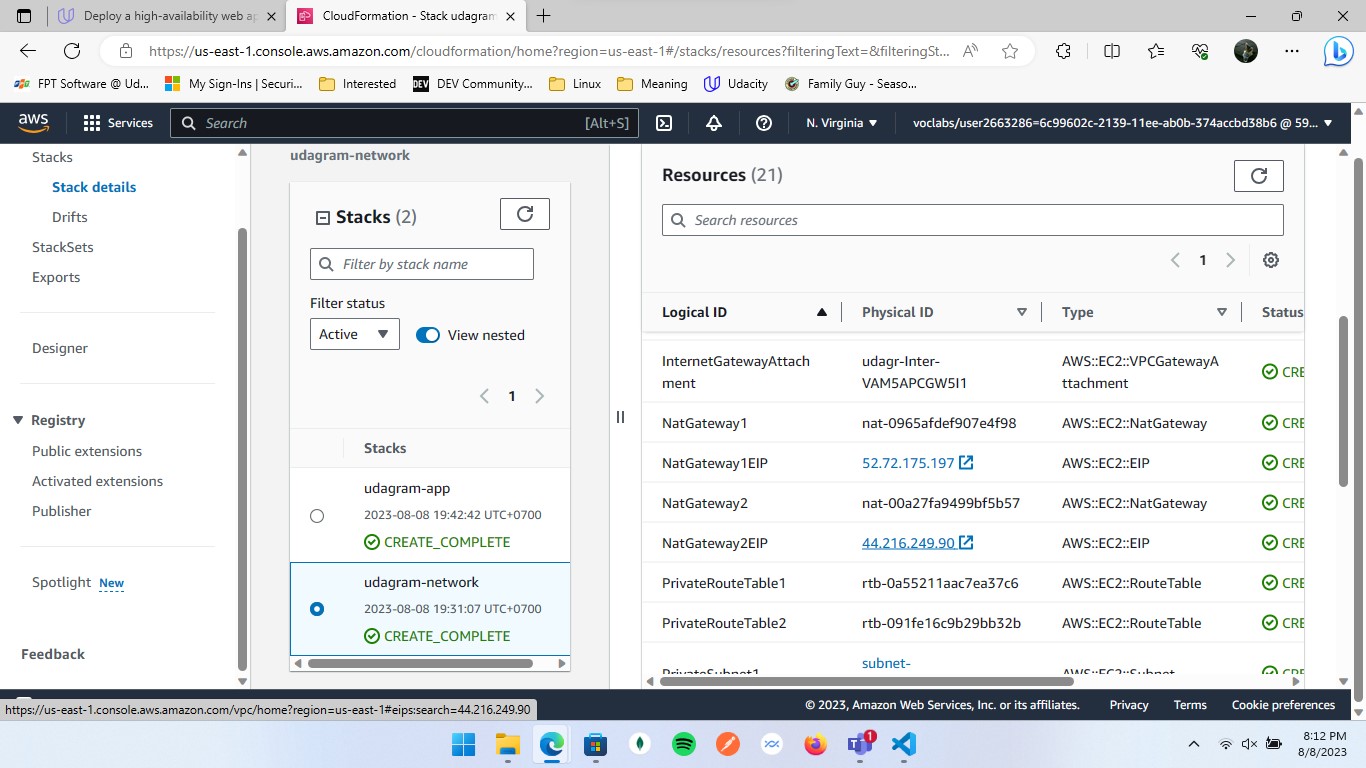 Deploy a high-availability web ap
CloudFormation - Stack udagram
https://us-east-1.console.aws.amazon.com/cloudformation/home?region=us-east-1#/stacks/resources?filteringText=&filteringSt...
FPT Software @ Ud...
My Sign-Ins | Securi...
Interested
DEV Community...
Linux
Meaning
Udacity
Family Guy - Seaso...
aws
Services
Search
[Alt+S]
N. Virginia
voclabs/user2663286=6c99602c-2139-11ee-ab0b-374accbd38b6 @ 59...
Stacks
Stack details
Drifts
StackSets
Exports
Designer
Registry
Public extensions
Activated extensions
Publisher
Spotlight New
Feedback
udagram-network
Stacks (2)
Filter by stack name
Filter status
Active
View nested
1
Stacks
udagram-app
2023-08-08 19:42:42 UTC+0700
CREATE_COMPLETE
udagram-network
2023-08-08 19:31:07 UTC+0700
CREATE_COMPLETE
Resources (21)
Search resources
1
Logical ID Physical ID Type Status
InternetGatewayAttach udagr-Inter- AWS::EC2::VPCGatewayA
ment VAM5APCGW5I1 ttachment CRE
NatGateway1 nat-0965afdef907e4f98 AWS::EC2::NatGateway CRE
NatGateway1EIP 52.72.175.197 AWS::EC2::EIP CRE
NatGateway2 nat-00a27fa9499bf5b57 AWS::EC2::NatGateway CRE
NatGateway2EIP 44.216.249.90 AWS::EC2::EIP CRE
PrivateRouteTable1 rtb-0a55211aac7ea37c6 AWS::EC2::RouteTable CRE
PrivateRouteTable2 rtb-091fe16c9b29bb32b AWS::EC2::RouteTable CRE
subnet-
PrivateSubnet1 AWS::EC2::Subnet CRE
https://us-east-1.console.aws.amazon.com/vpc/home?region=us-east-1#eips:search=44.216.249.90
© 2023, Amazon Web Services, Inc. or its affiliates.
Privacy
Terms
Cookie preferences
1
8:12 PM
8/8/2023